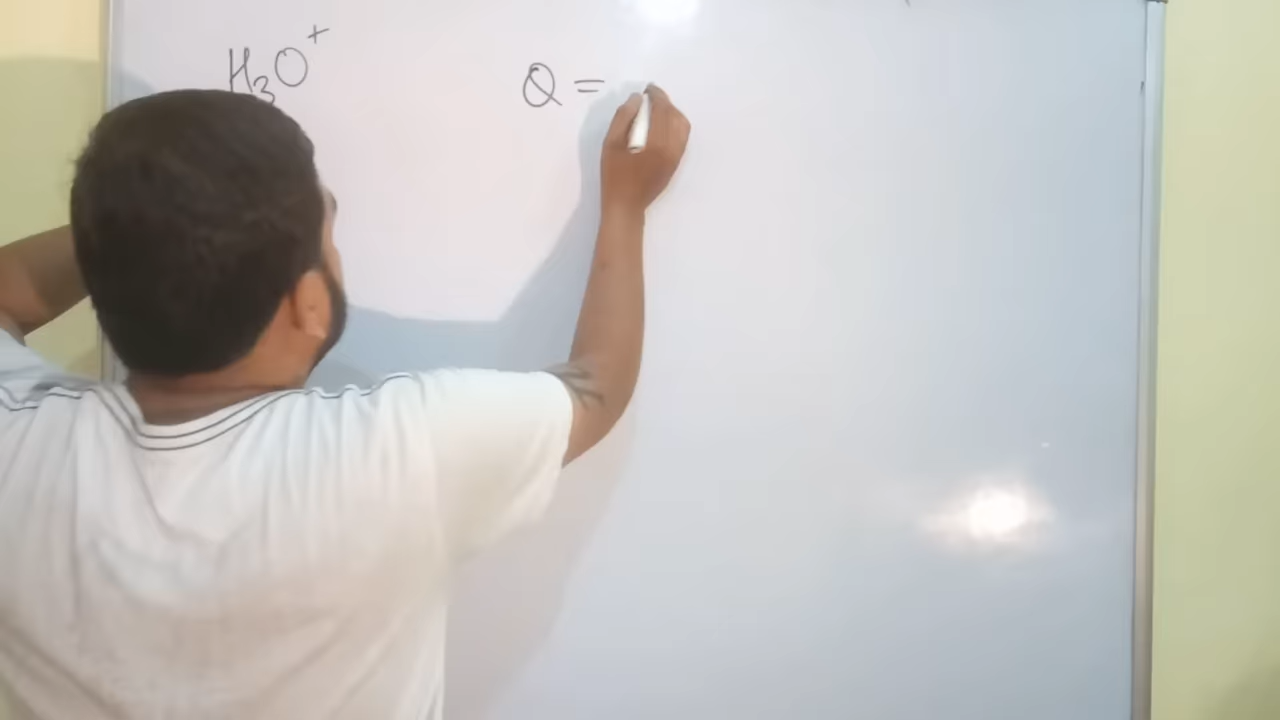 H₃O⁺
Q =